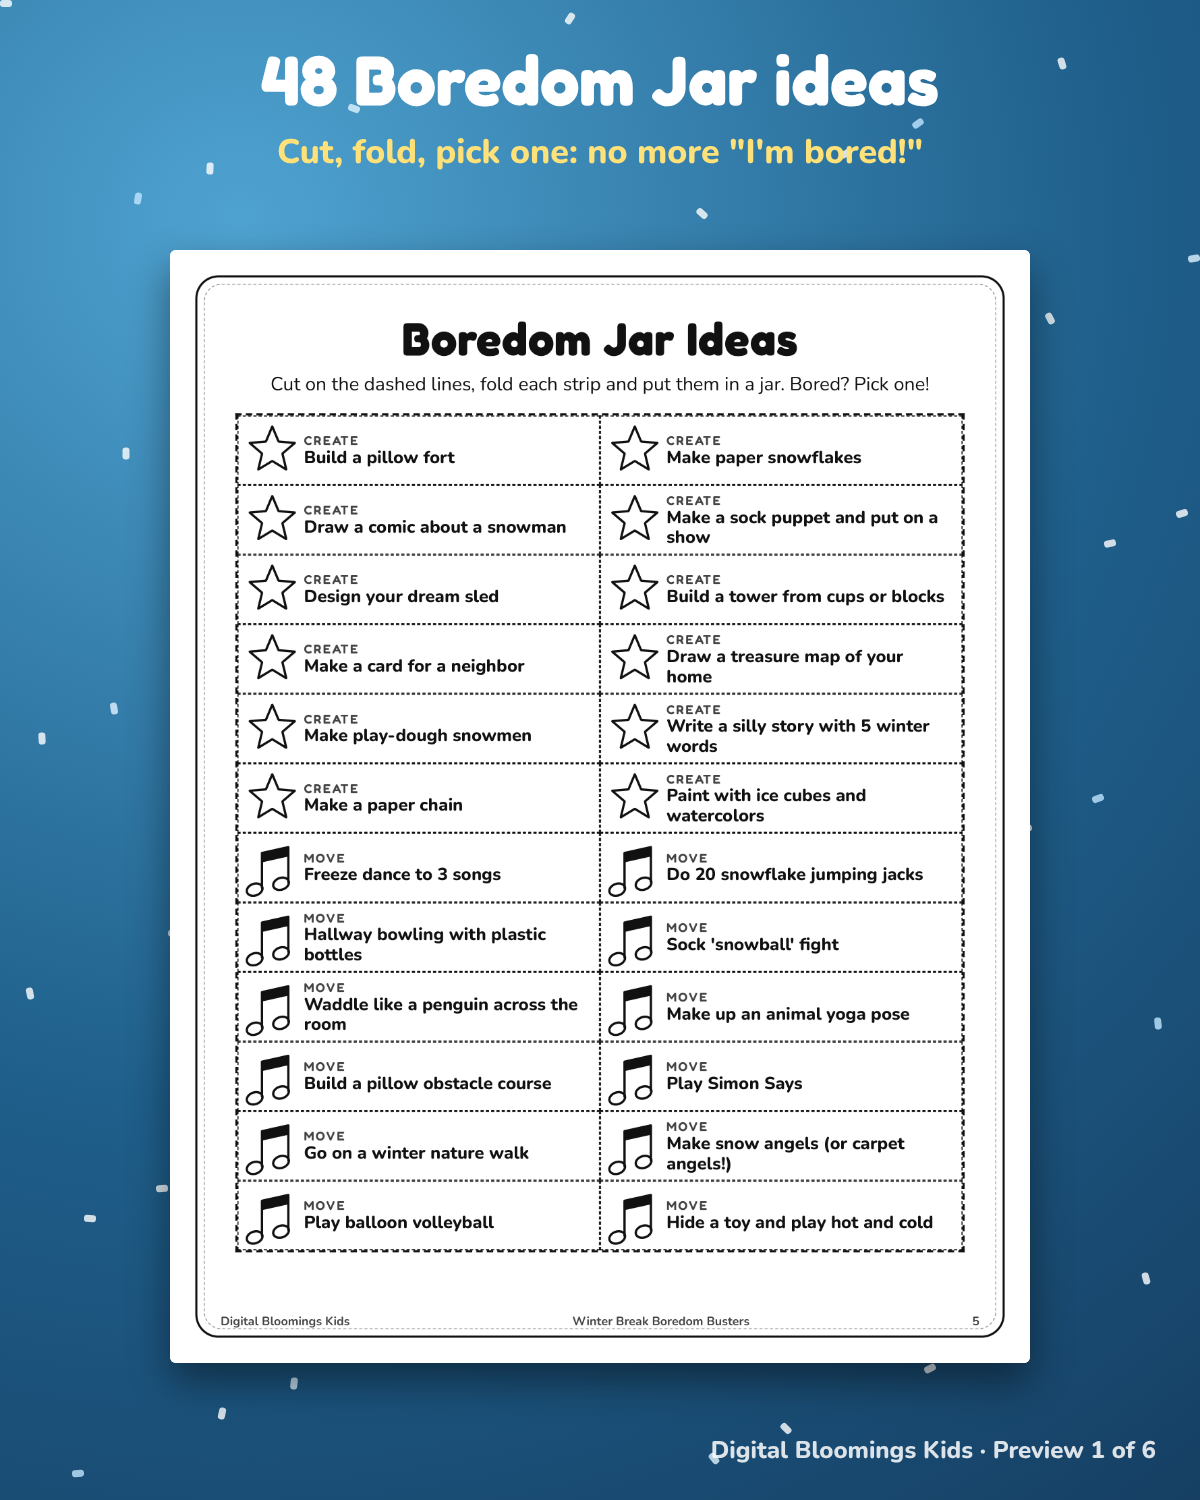 48 Boredom Jar ideas
Cut, fold, pick one: no more "I'm bored!"
Boredom Jar Ideas
Cut on the dashed lines, fold each strip and put them in a jar. Bored? Pick one!
CREATE
Build a pillow fort
CREATE
Make paper snowflakes
CREATE
Draw a comic about a snowman
CREATE
Make a sock puppet and put on a
show
CREATE
Design your dream sled
CREATE
Build a tower from cups or blocks
CREATE
Make a card for a neighbor
CREATE
Draw a treasure map of your
home
CREATE
Make play-dough snowmen
CREATE
Write a silly story with 5 winter
words
CREATE
Make a paper chain
CREATE
Paint with ice cubes and
watercolors
MOVE
Freeze dance to 3 songs
MOVE
Do 20 snowflake jumping jacks
MOVE
Hallway bowling with plastic
bottles
MOVE
Sock 'snowball' fight
MOVE
Waddle like a penguin across the
room
MOVE
Make up an animal yoga pose
MOVE
Build a pillow obstacle course
MOVE
Play Simon Says
MOVE
Go on a winter nature walk
MOVE
Make snow angels (or carpet
angels!)
MOVE
Play balloon volleyball
MOVE
Hide a toy and play hot and cold
Digital Bloomings Kids
Winter Break Boredom Busters
5
Digital Bloomings Kids · Preview 1 of 6